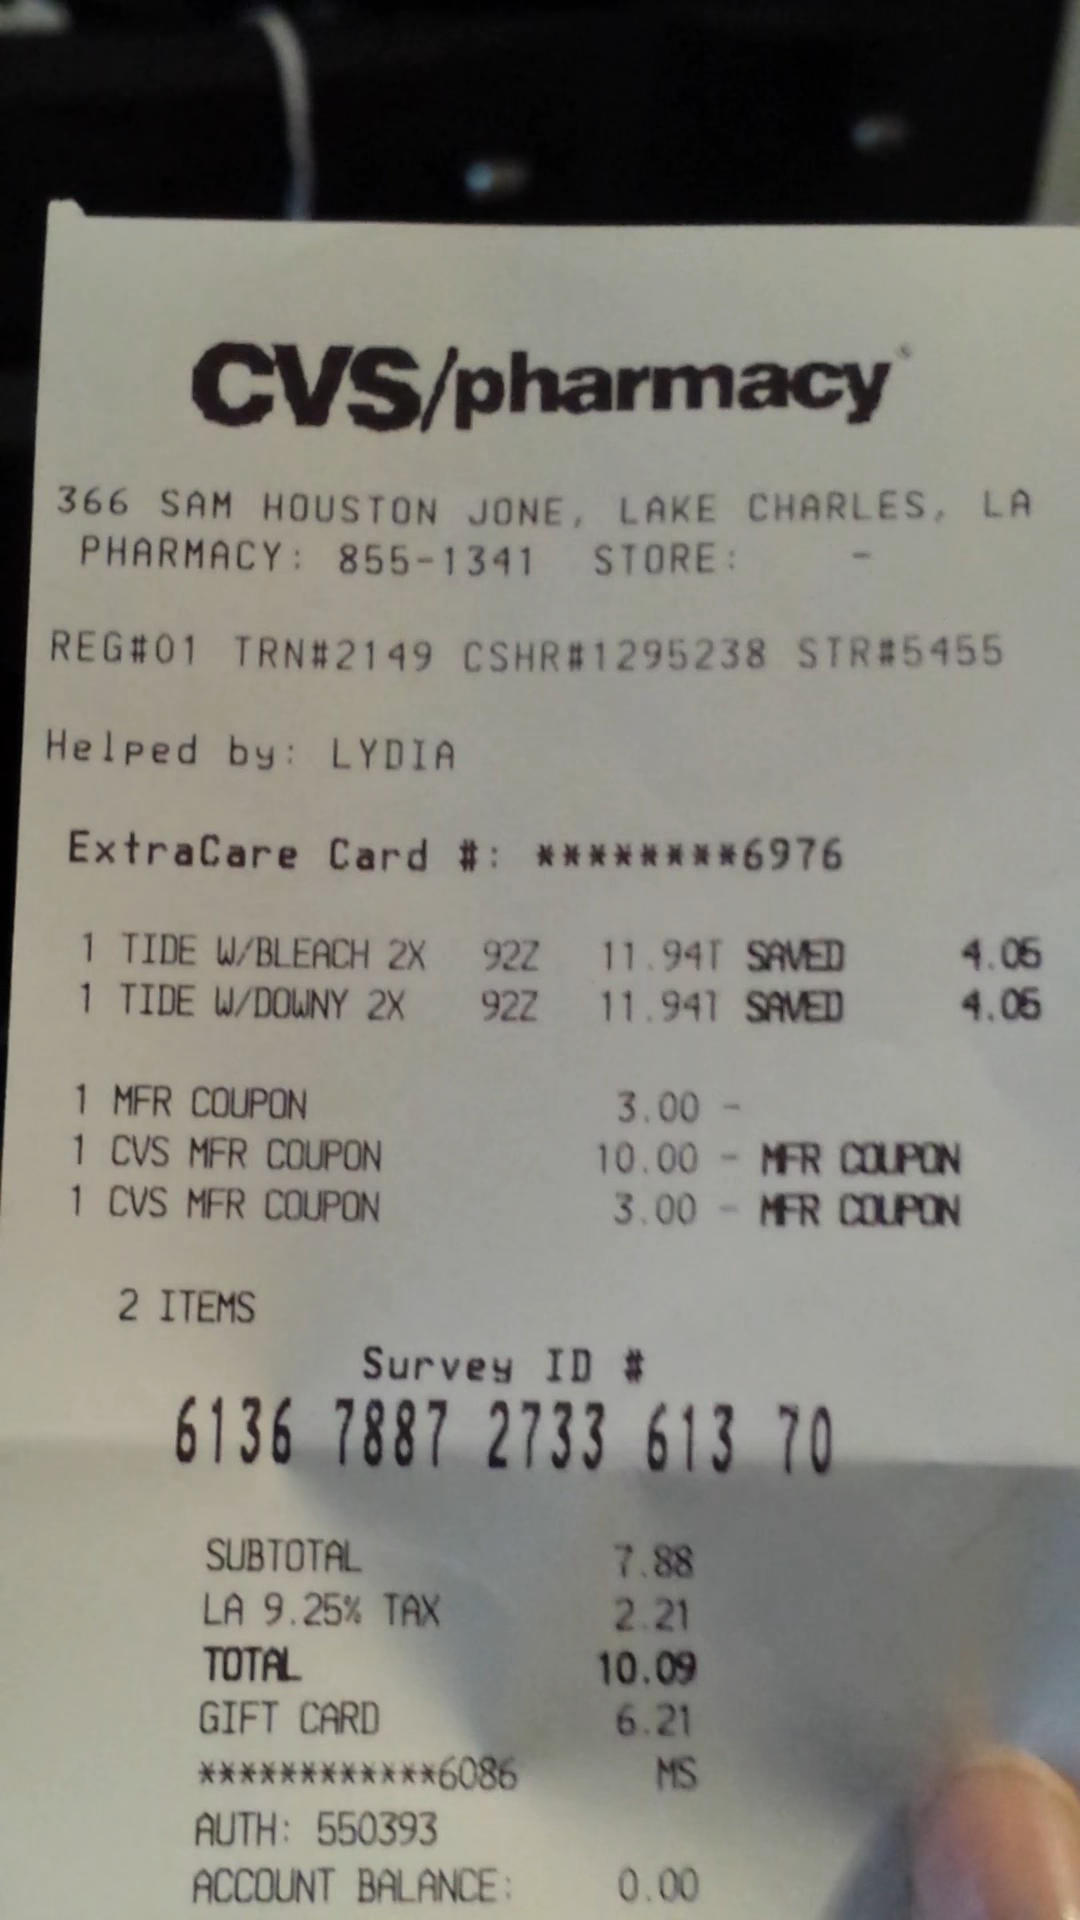 CVS/pharmacy
366 SAM HOUSTON JONE, LAKE CHARLES, LA
PHARMACY: 855-1341 STORE: -
REG#01 TRN#2149 CSHR#1295238 STR#5455
Helped by: LYDIA
ExtraCare Card #: ********6976
1 TIDE W/BLEACH 2X 92Z 11.94T SAVED 4.05
1 TIDE W/DOWNY 2X 92Z 11.94T SAVED 4.05
1 MFR COUPON 3.00 -
1 CVS MFR COUPON 10.00 - MFR COUPON
1 CVS MFR COUPON 3.00 - MFR COUPON
2 ITEMS
Survey ID #
6136 7887 2733 613 70
SUBTOTAL 7.88
LA 9.25% TAX 2.21
TOTAL 10.09
GIFT CARD 6.21
************6086 MS
AUTH: 550393
ACCOUNT BALANCE: 0.00